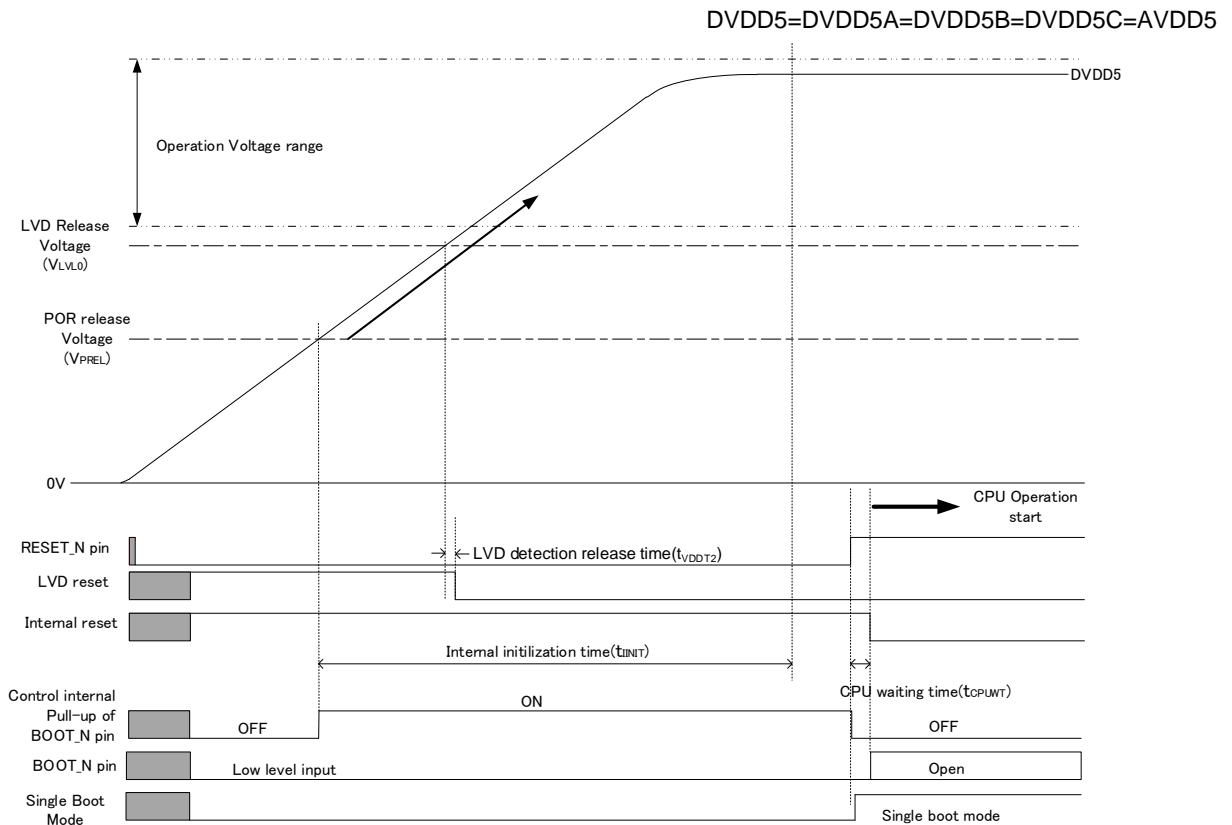 DVDD5=DVDD5A=DVDD5B=DVDD5C=AVDD5
DVDD5
Operation Voltage range
LVD Release
Voltage
(VLVL0)
POR release
Voltage
(VPREL)
0V
CPU Operation
start
RESET_N pin
LVD detection release time(tVDDT2)
LVD reset
Internal reset
Internal initilization time(tIINIT)
Control internal
Pull-up of
BOOT_N pin
OFF
ON
CPU waiting time(tCPUWT)
OFF
BOOT_N pin
Low level input
Open
Single Boot
Mode
Single boot mode